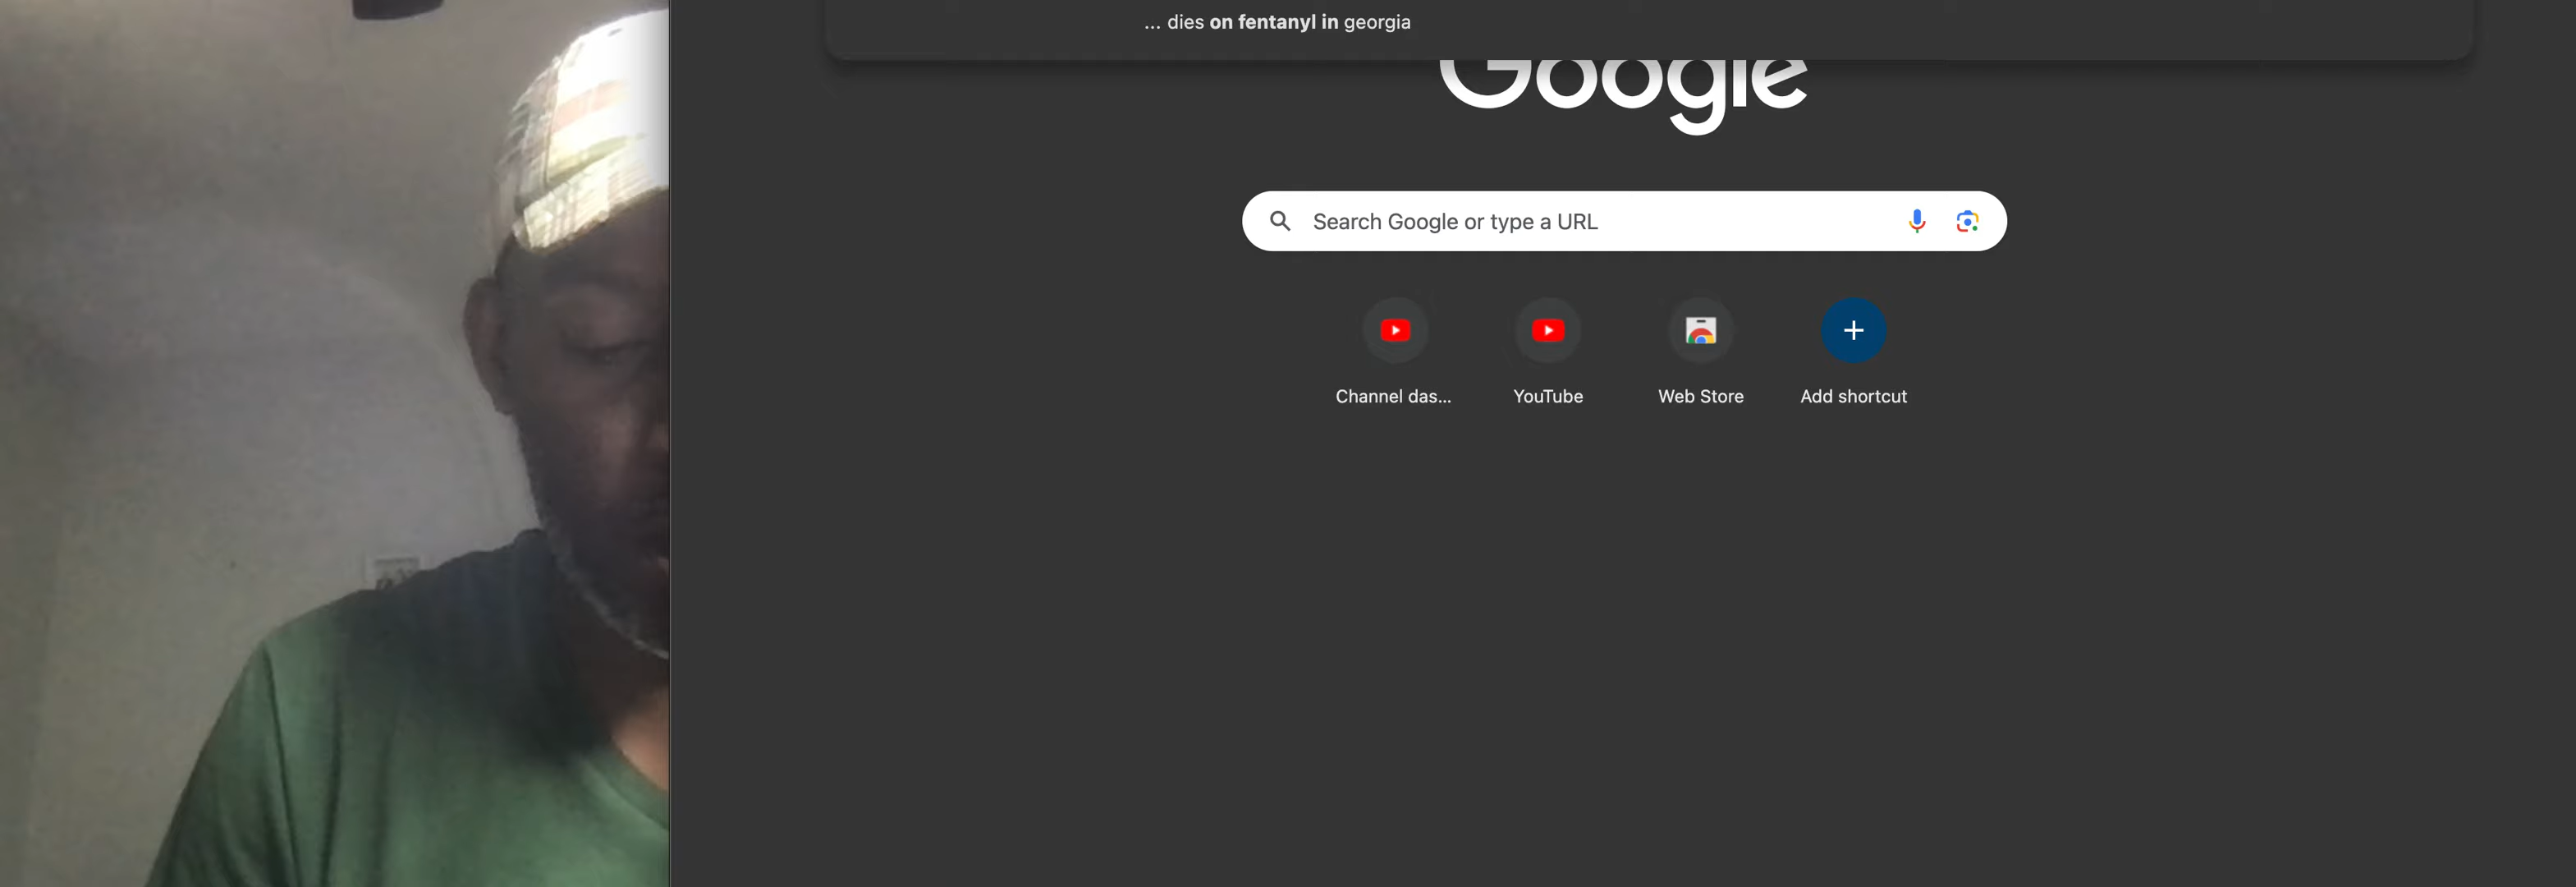 ... dies on fentanyl in georgia
Google
Search Google or type a URL
Channel das...
YouTube
Web Store
Add shortcut